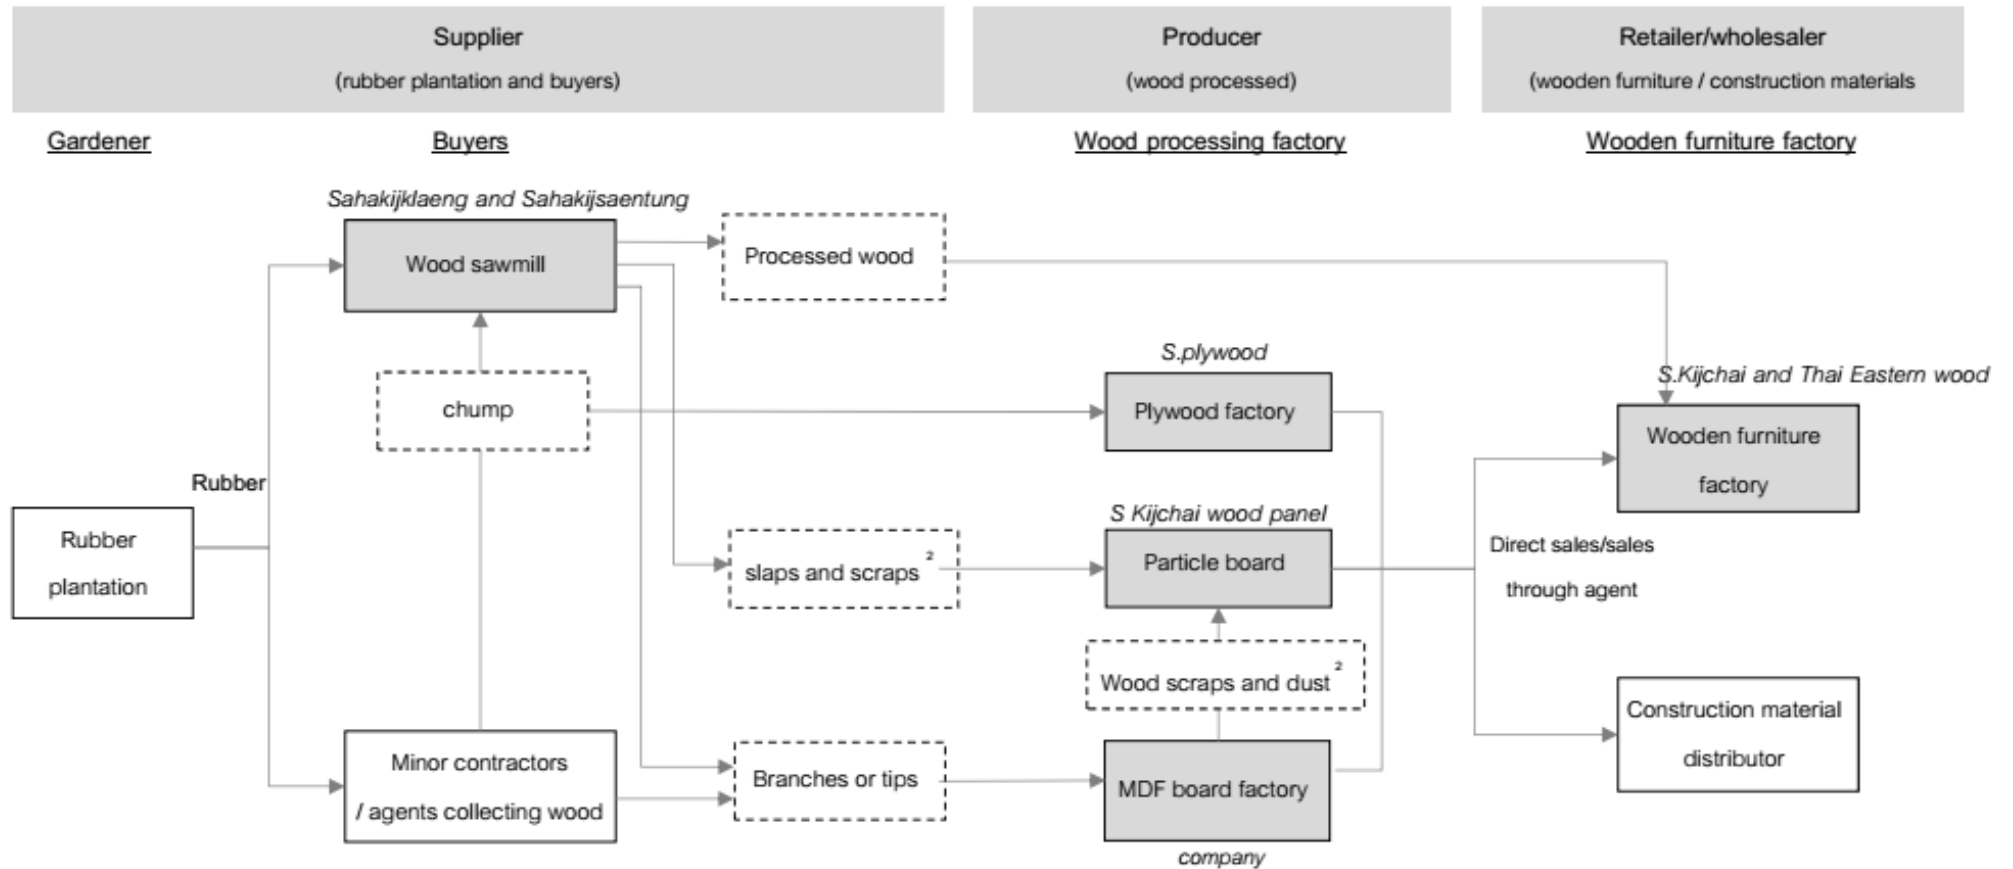 Supplier
(rubber plantation and buyers)
Producer
(wood processed)
Retailer/wholesaler
(wooden furniture / construction materials
Gardener
Buyers
Wood processing factory
Wooden furniture factory
Sahakijklaeng and Sahakijsaentung
Wood sawmill
Processed wood
chump
S.plywood
Plywood factory
S.Kijchai and Thai Eastern wood
Wooden furniture
factory
Rubber
Rubber
plantation
slaps and scraps ²
S Kijchai wood panel
Particle board
Direct sales/sales
through agent
Wood scraps and dust ²
Construction material
distributor
Minor contractors
/ agents collecting wood
Branches or tips
MDF board factory
company